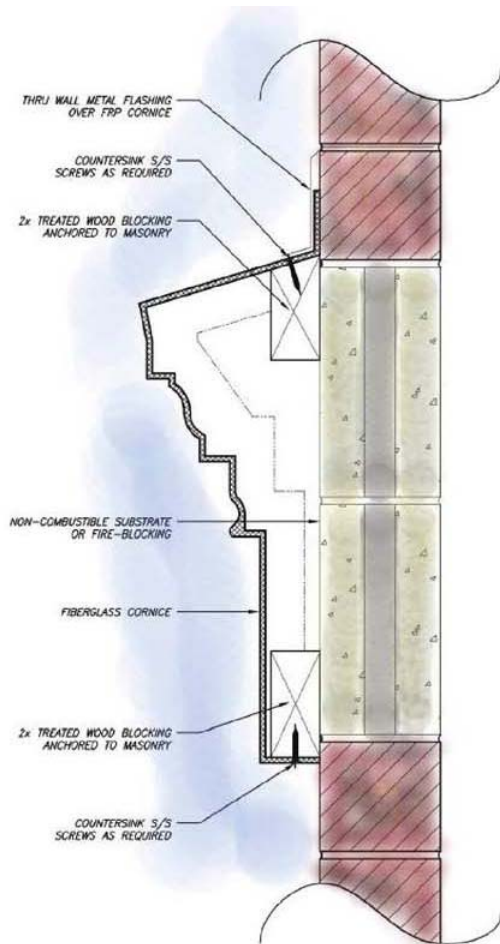 THRU WALL METAL FLASHING
OVER FRP CORNICE
COUNTERSINK S/S
SCREWS AS REQUIRED
2x TREATED WOOD BLOCKING
ANCHORED TO MASONRY
NON-COMBUSTIBLE SUBSTRATE
OR FIRE-BLOCKING
FIBERGLASS CORNICE
2x TREATED WOOD BLOCKING
ANCHORED TO MASONRY
COUNTERSINK S/S
SCREWS AS REQUIRED